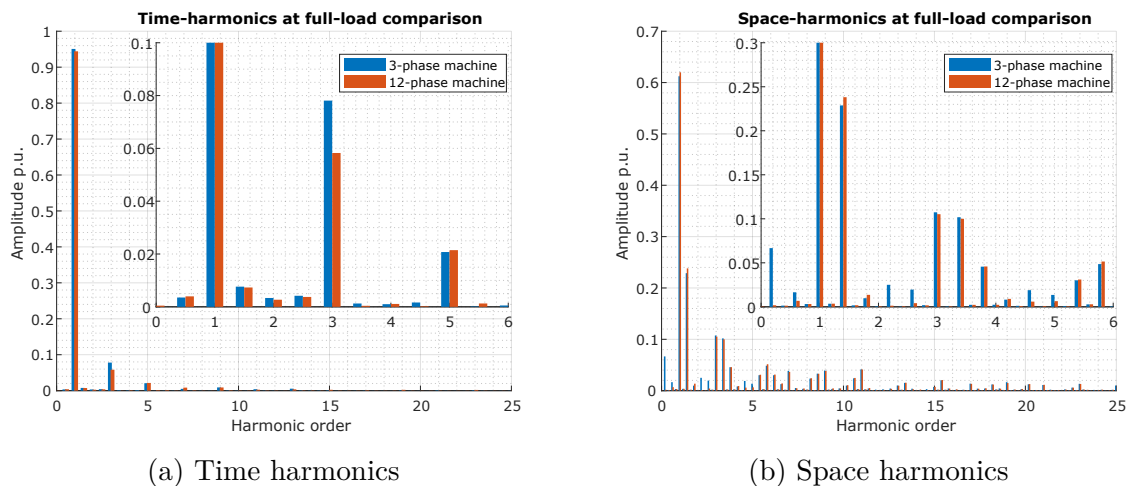 Time-harmonics at full-load comparison
1
0.9
0.8
0.7
0.6
0.5
0.4
0.3
0.2
0.1
0
Amplitude p.u.
0.1
0.08
0.06
0.04
0.02
0
0 1 2 3 4 5 6
3-phase machine
12-phase machine
0 5 10 15 20 25
Harmonic order
(a) Time harmonics
Space-harmonics at full-load comparison
0.7
0.6
0.5
0.4
0.3
0.2
0.1
0
Amplitude p.u.
0.3
0.25
0.2
0.15
0.1
0.05
0
0 1 2 3 4 5 6
3-phase machine
12-phase machine
0 5 10 15 20 25
Harmonic order
(b) Space harmonics